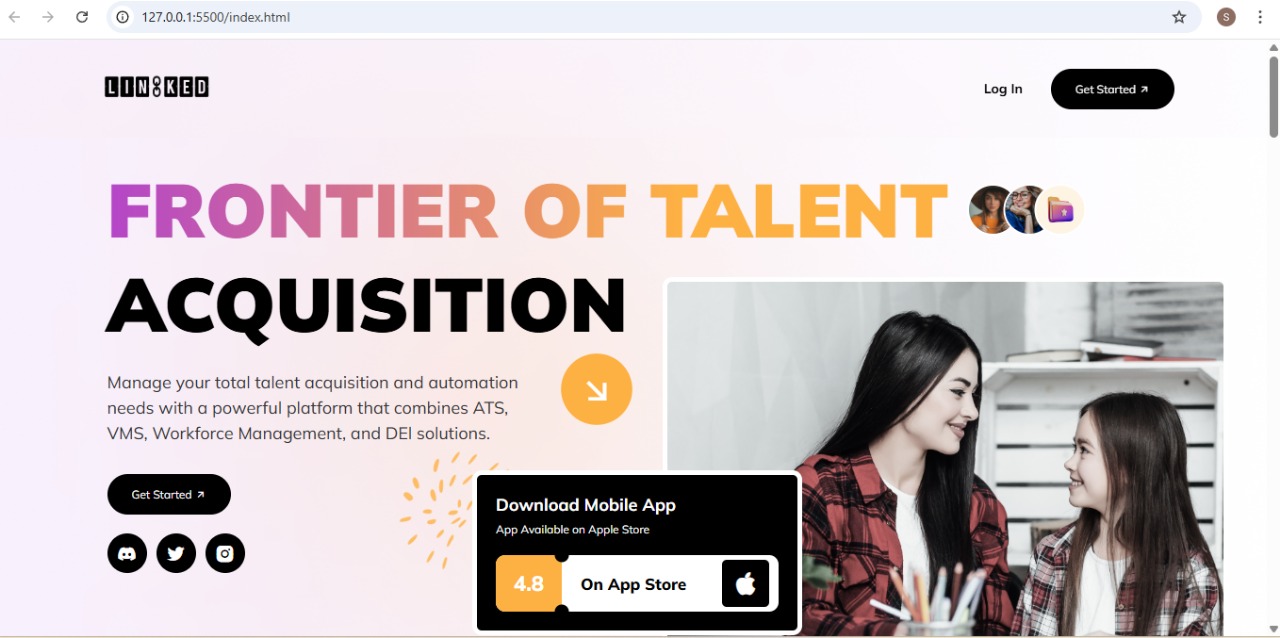 127.0.0.1:5500/index.html
S
LINKED
Log In
Get Started
FRONTIER OF TALENT
ACQUISITION
Manage your total talent acquisition and automation
needs with a powerful platform that combines ATS,
VMS, Workforce Management, and DEI solutions.
Get Started
Download Mobile App
App Available on Apple Store
4.8
On App Store